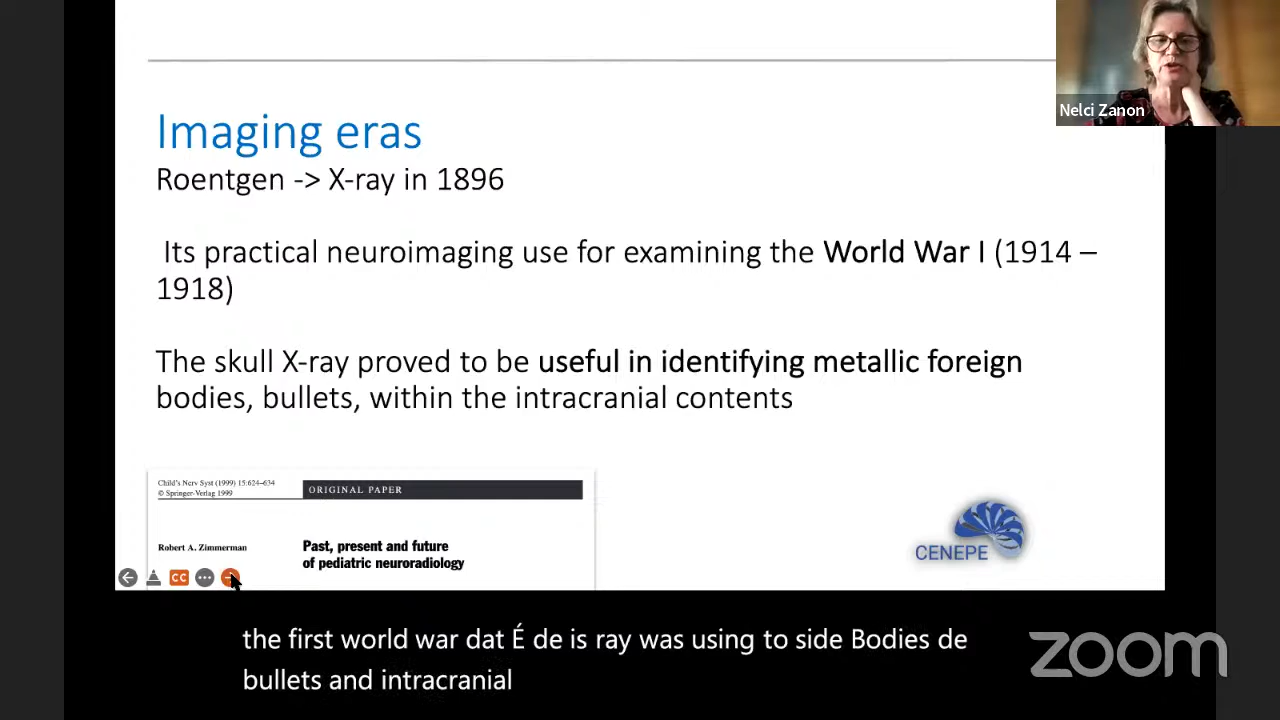 Nelci Zanon
Imaging eras
Roentgen -> X-ray in 1896
Its practical neuroimaging use for examining the World War I (1914 –
1918)
The skull X-ray proved to be useful in identifying metallic foreign
bodies, bullets, within the intracranial contents
Child's Nerv Syst (1999) 15:624–634
© Springer-Verlag 1999
ORIGINAL PAPER
Robert A. Zimmerman
Past, present and future
of pediatric neuroradiology
CENEPE
CC
the first world war dat É de is ray was using to side Bodies de
bullets and intracranial
zoom